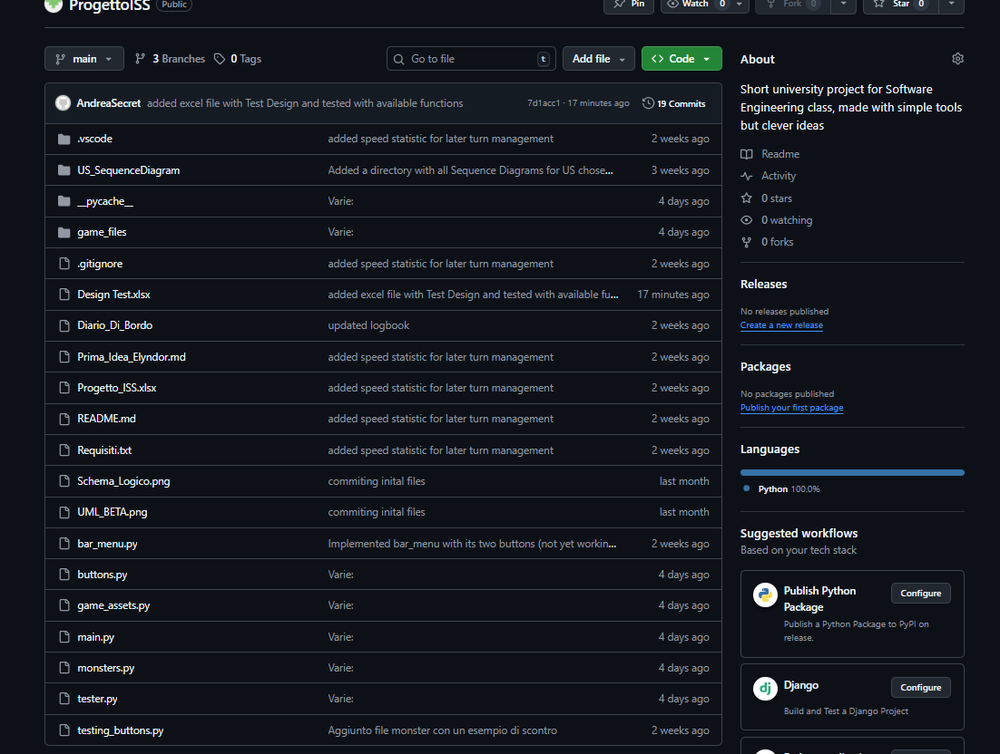 ProgettoISS Public Pin Watch 0 Fork 0 Star 0
main 3 Branches 0 Tags Go to file t Add file Code
AndreaSecret added excel file with Test Design and tested with available functions 7d1acc1 · 17 minutes ago 19 Commits
.vscode added speed statistic for later turn management 2 weeks ago
US_SequenceDiagram Added a directory with all Sequence Diagrams for US chose... 3 weeks ago
__pycache__ Varie: 4 days ago
game_files Varie: 4 days ago
.gitignore added speed statistic for later turn management 2 weeks ago
Design Test.xlsx added excel file with Test Design and tested with available fu... 17 minutes ago
Diario_Di_Bordo updated logbook 2 weeks ago
Prima_Idea_Elyndor.md added speed statistic for later turn management 2 weeks ago
Progetto_ISS.xlsx added speed statistic for later turn management 2 weeks ago
README.md added speed statistic for later turn management 2 weeks ago
Requisiti.txt added speed statistic for later turn management 2 weeks ago
Schema_Logico.png commiting inital files last month
UML_BETA.png commiting inital files last month
bar_menu.py Implemented bar_menu with its two buttons (not yet workin... 2 weeks ago
buttons.py Varie: 4 days ago
game_assets.py Varie: 4 days ago
main.py Varie: 4 days ago
monsters.py Varie: 4 days ago
tester.py Varie: 4 days ago
testing_buttons.py Aggiunto file monster con un esempio di scontro 2 weeks ago
About
Short university project for Software
Engineering class, made with simple tools
but clever ideas
Readme
Activity
0 stars
0 watching
0 forks
Releases
No releases published
Create a new release
Packages
No packages published
Publish your first package
Languages
Python 100.0%
Suggested workflows
Based on your tech stack
Publish Python
Package
Configure
Publish a Python Package to PyPI on
release.
dj Django Configure
Build and Test a Django Project